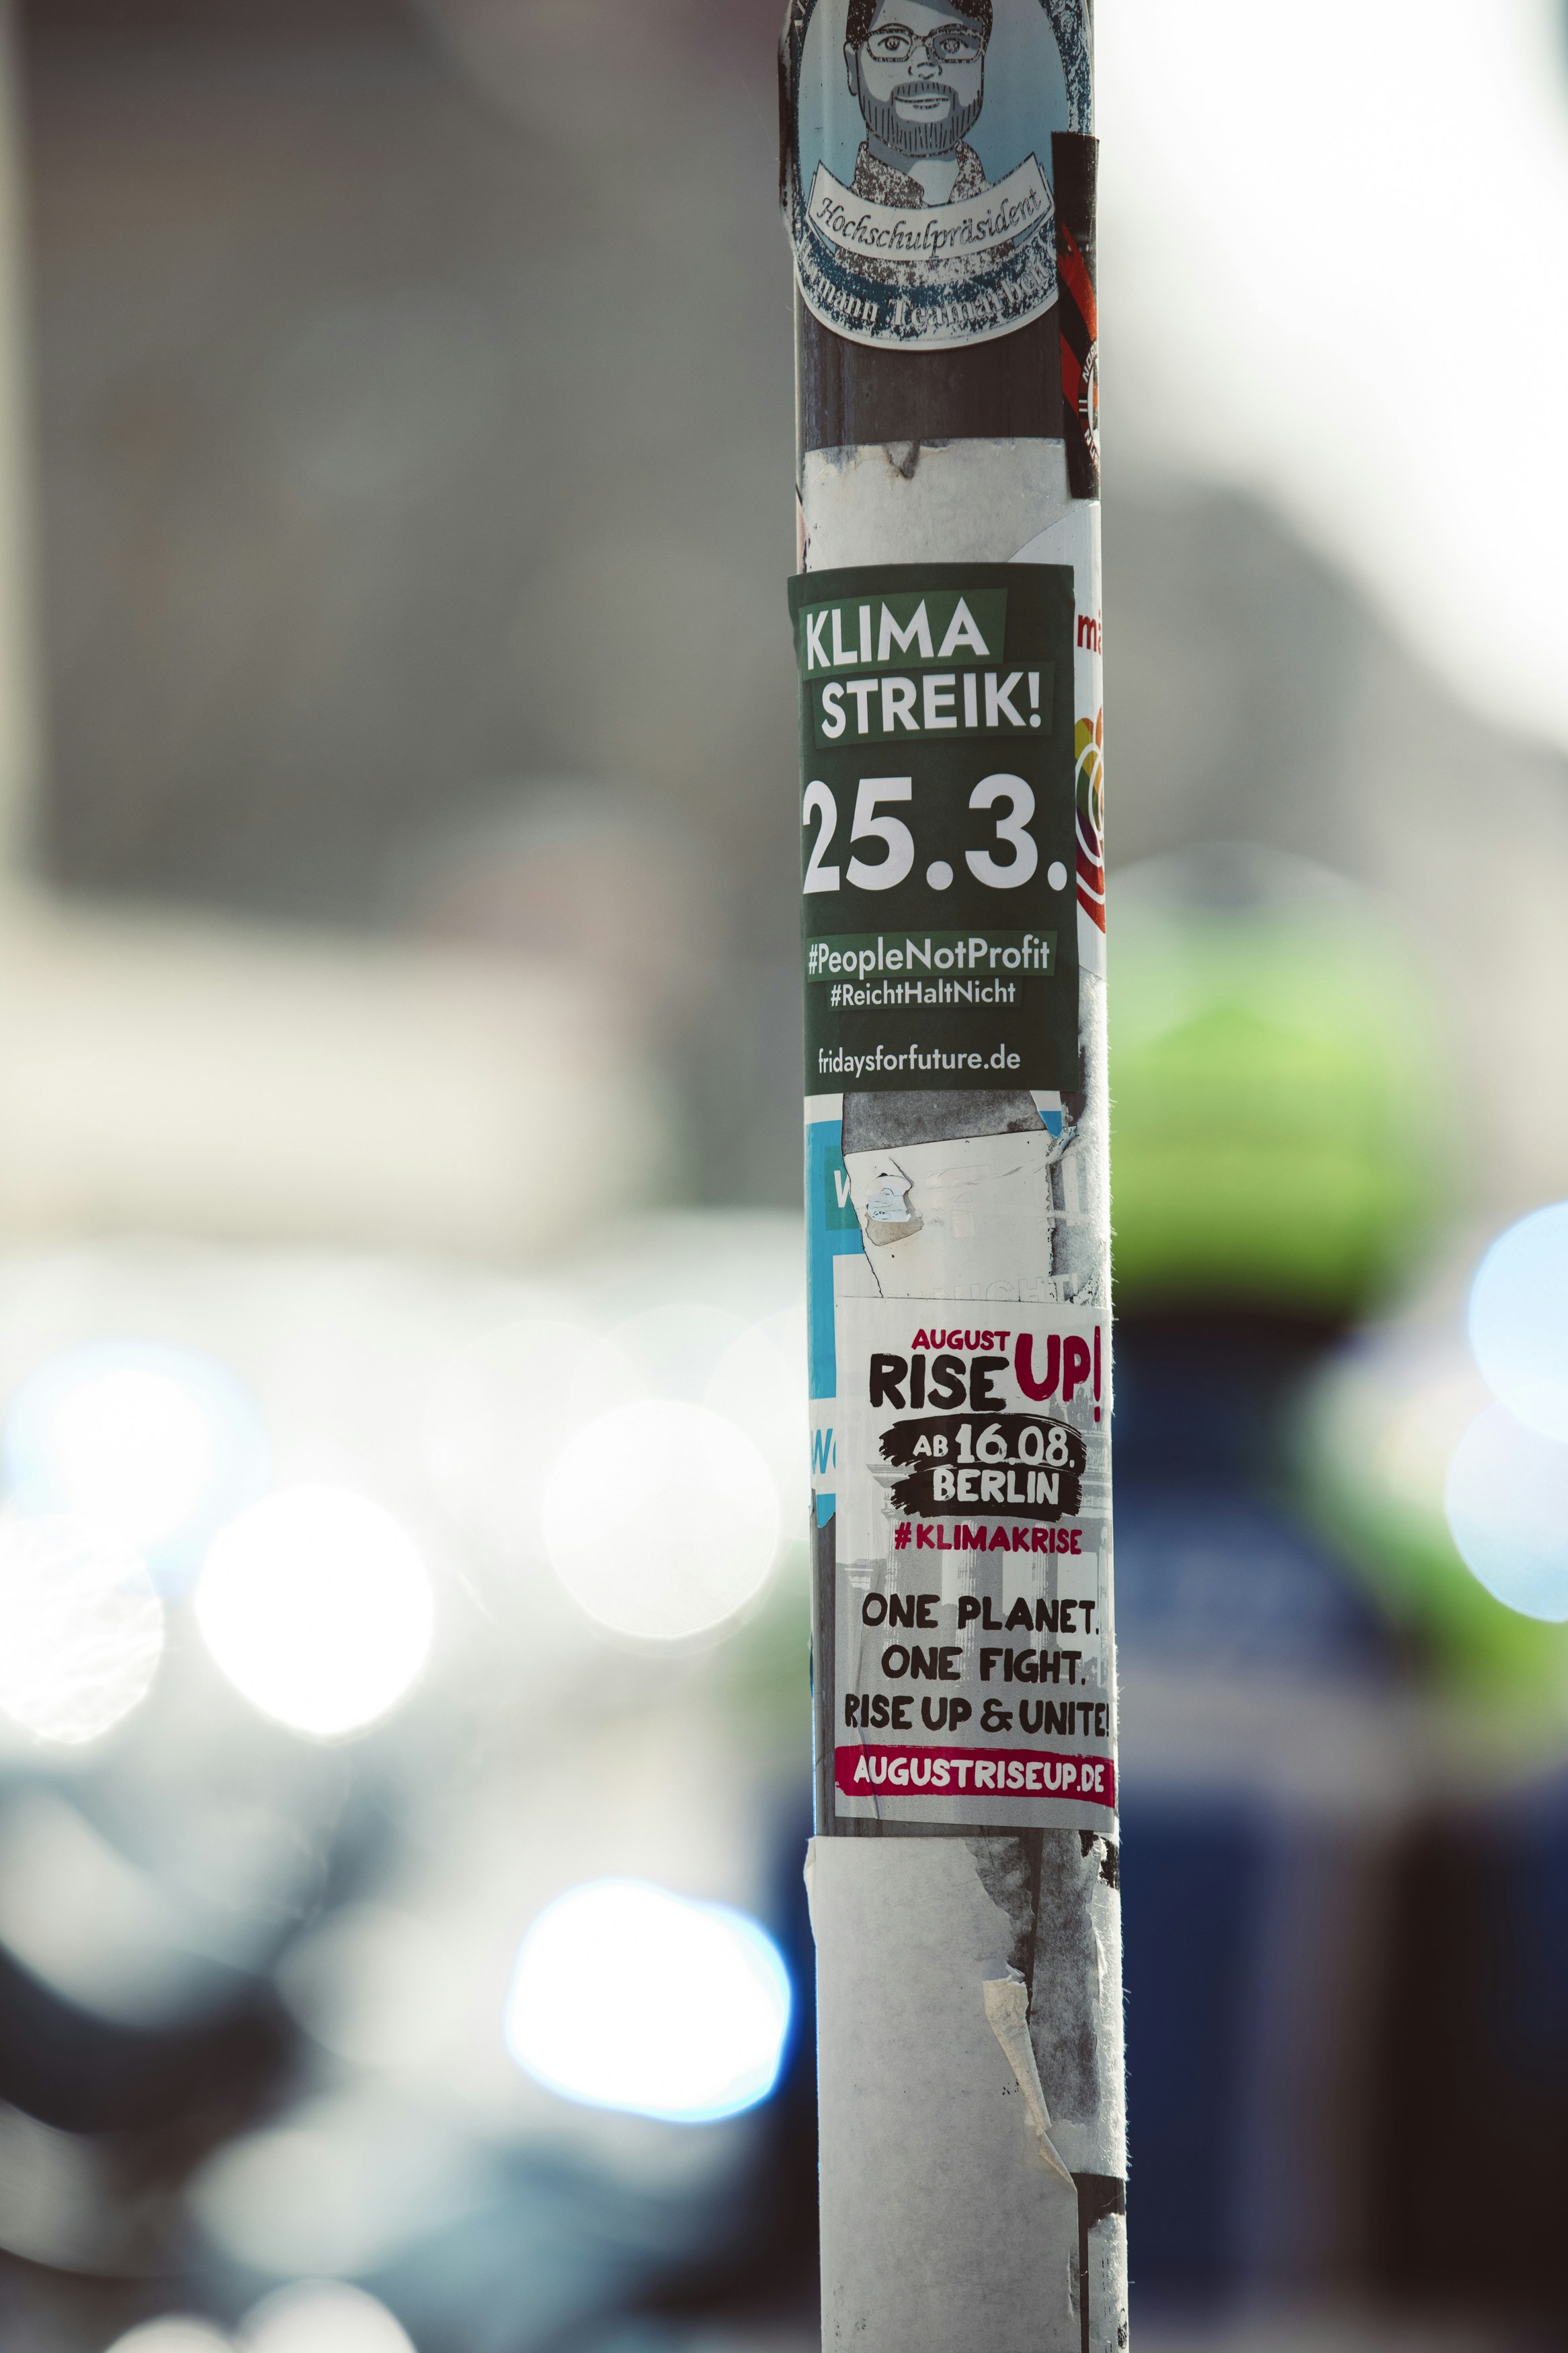 Hochschulpräsident
KLIMA
STREIK!
25.3.
#PeopleNotProfit
#ReichtHaltNicht
fridaysforfuture.de
AUGUST
RISE UP!
AB 16.08.
BERLIN
#KLIMAKRISE
ONE PLANET.
ONE FIGHT.
RISE UP & UNITE!
AUGUSTRISEUP.DE